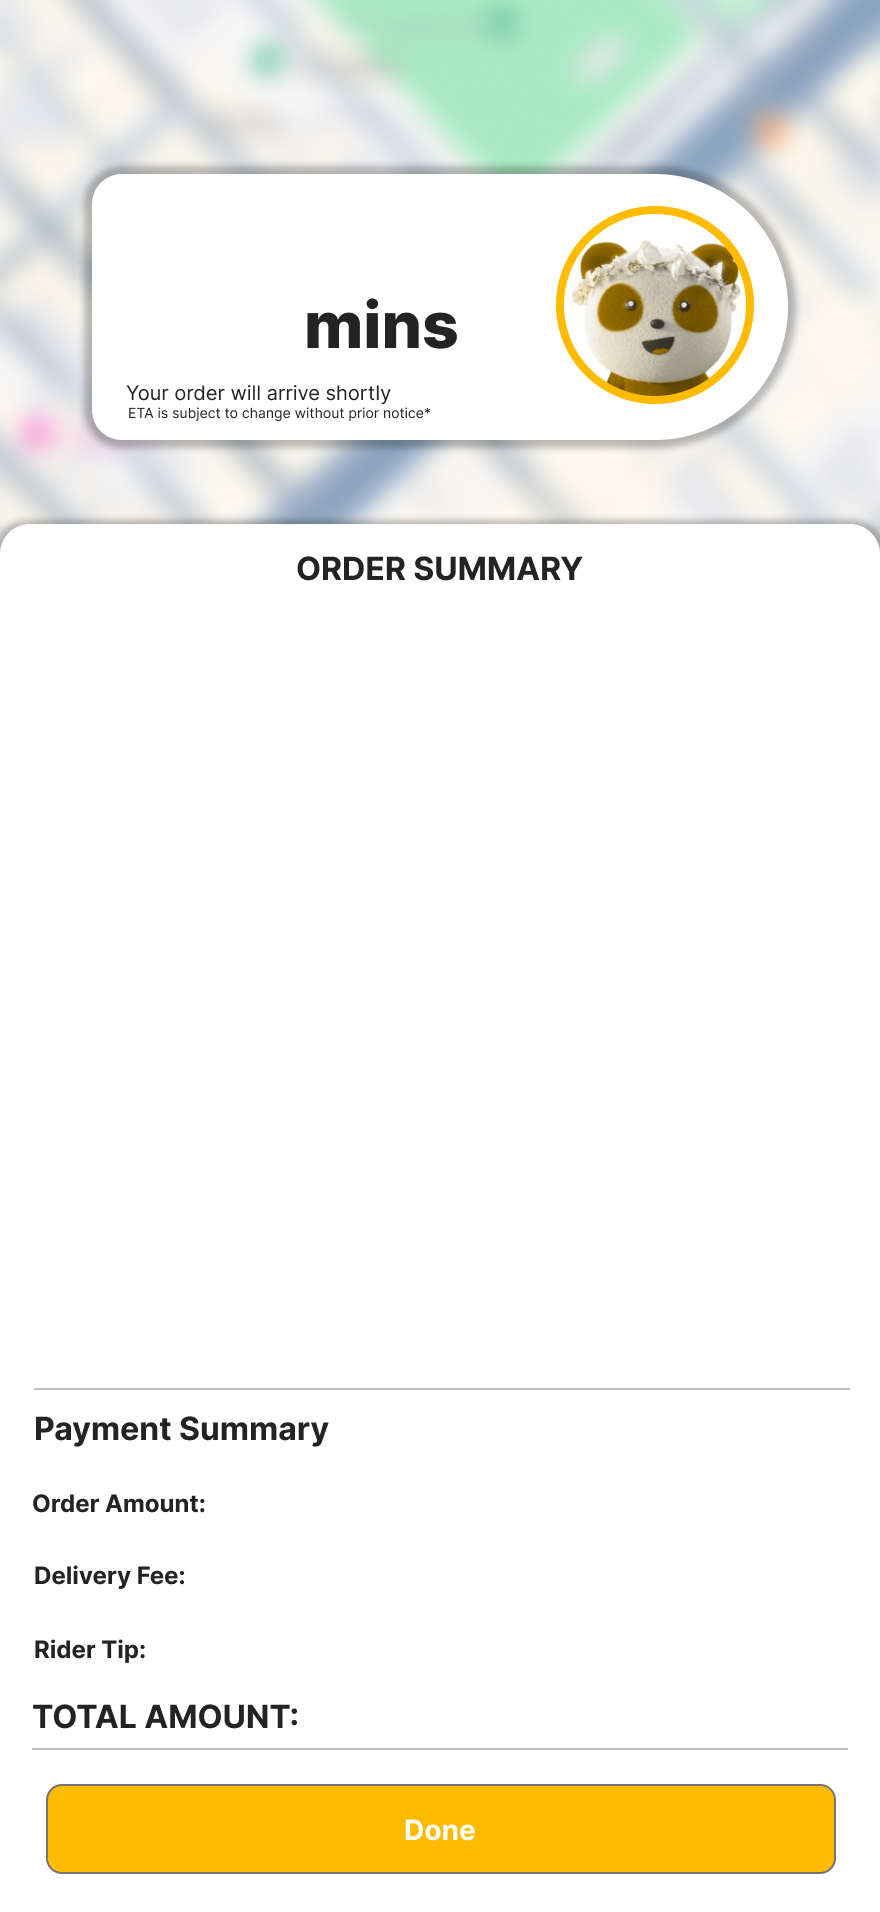 mins
Your order will arrive shortly
ETA is subject to change without prior notice*
ORDER SUMMARY
Payment Summary
Order Amount:
Delivery Fee:
Rider Tip:
TOTAL AMOUNT:
Done